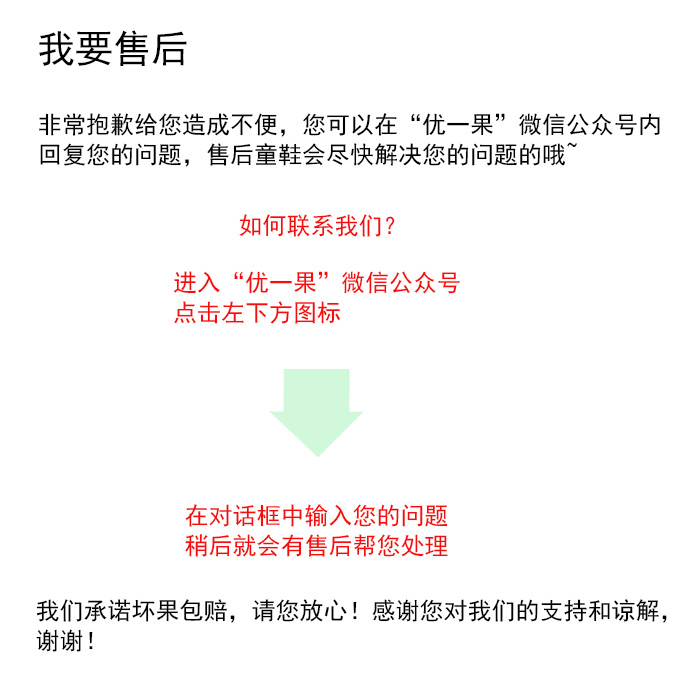 我要售后
非常抱歉给您造成不便，您可以在“优一果”微信公众号内
回复您的问题，售后童鞋会尽快解决您的问题的哦~
如何联系我们？
进入“优一果”微信公众号
点击左下方图标
在对话框中输入您的问题
稍后就会有售后帮您处理
我们承诺坏果包赔，请您放心！感谢您对我们的支持和谅解，
谢谢！